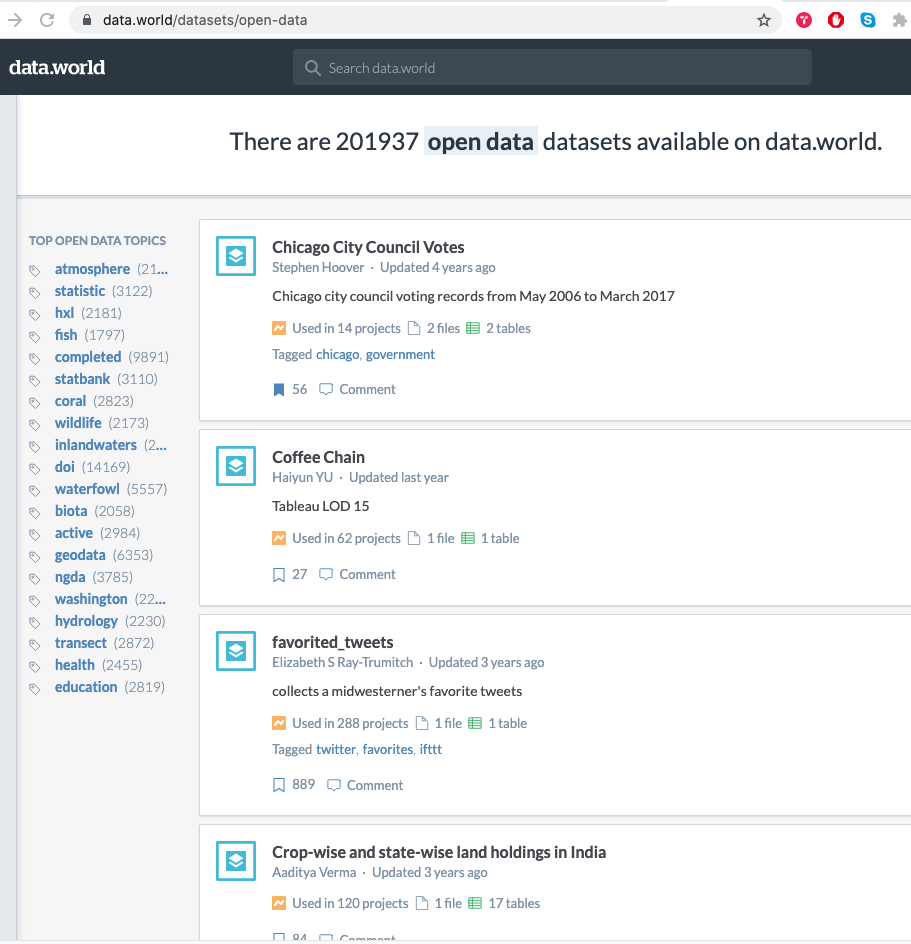 data.world/datasets/open-data
data.world
Search data.world
There are 201937 open data datasets available on data.world.
TOP OPEN DATA TOPICS
atmosphere (21...
statistic (3122)
hxl (2181)
fish (1797)
completed (9891)
statbank (3110)
coral (2823)
wildlife (2173)
inlandwaters (2...
doi (14169)
waterfowl (5557)
biota (2058)
active (2984)
geodata (6353)
ngda (3785)
washington (22...
hydrology (2230)
transect (2872)
health (2455)
education (2819)
Chicago City Council Votes
Stephen Hoover · Updated 4 years ago
Chicago city council voting records from May 2006 to March 2017
Used in 14 projects 2 files 2 tables
Tagged chicago, government
56 Comment
Coffee Chain
Haiyun YU · Updated last year
Tableau LOD 15
Used in 62 projects 1 file 1 table
27 Comment
favorited_tweets
Elizabeth S Ray-Trumitch · Updated 3 years ago
collects a midwesterner's favorite tweets
Used in 288 projects 1 file 1 table
Tagged twitter, favorites, ifttt
889 Comment
Crop-wise and state-wise land holdings in India
Aaditya Verma · Updated 3 years ago
Used in 120 projects 1 file 17 tables
84 Comment